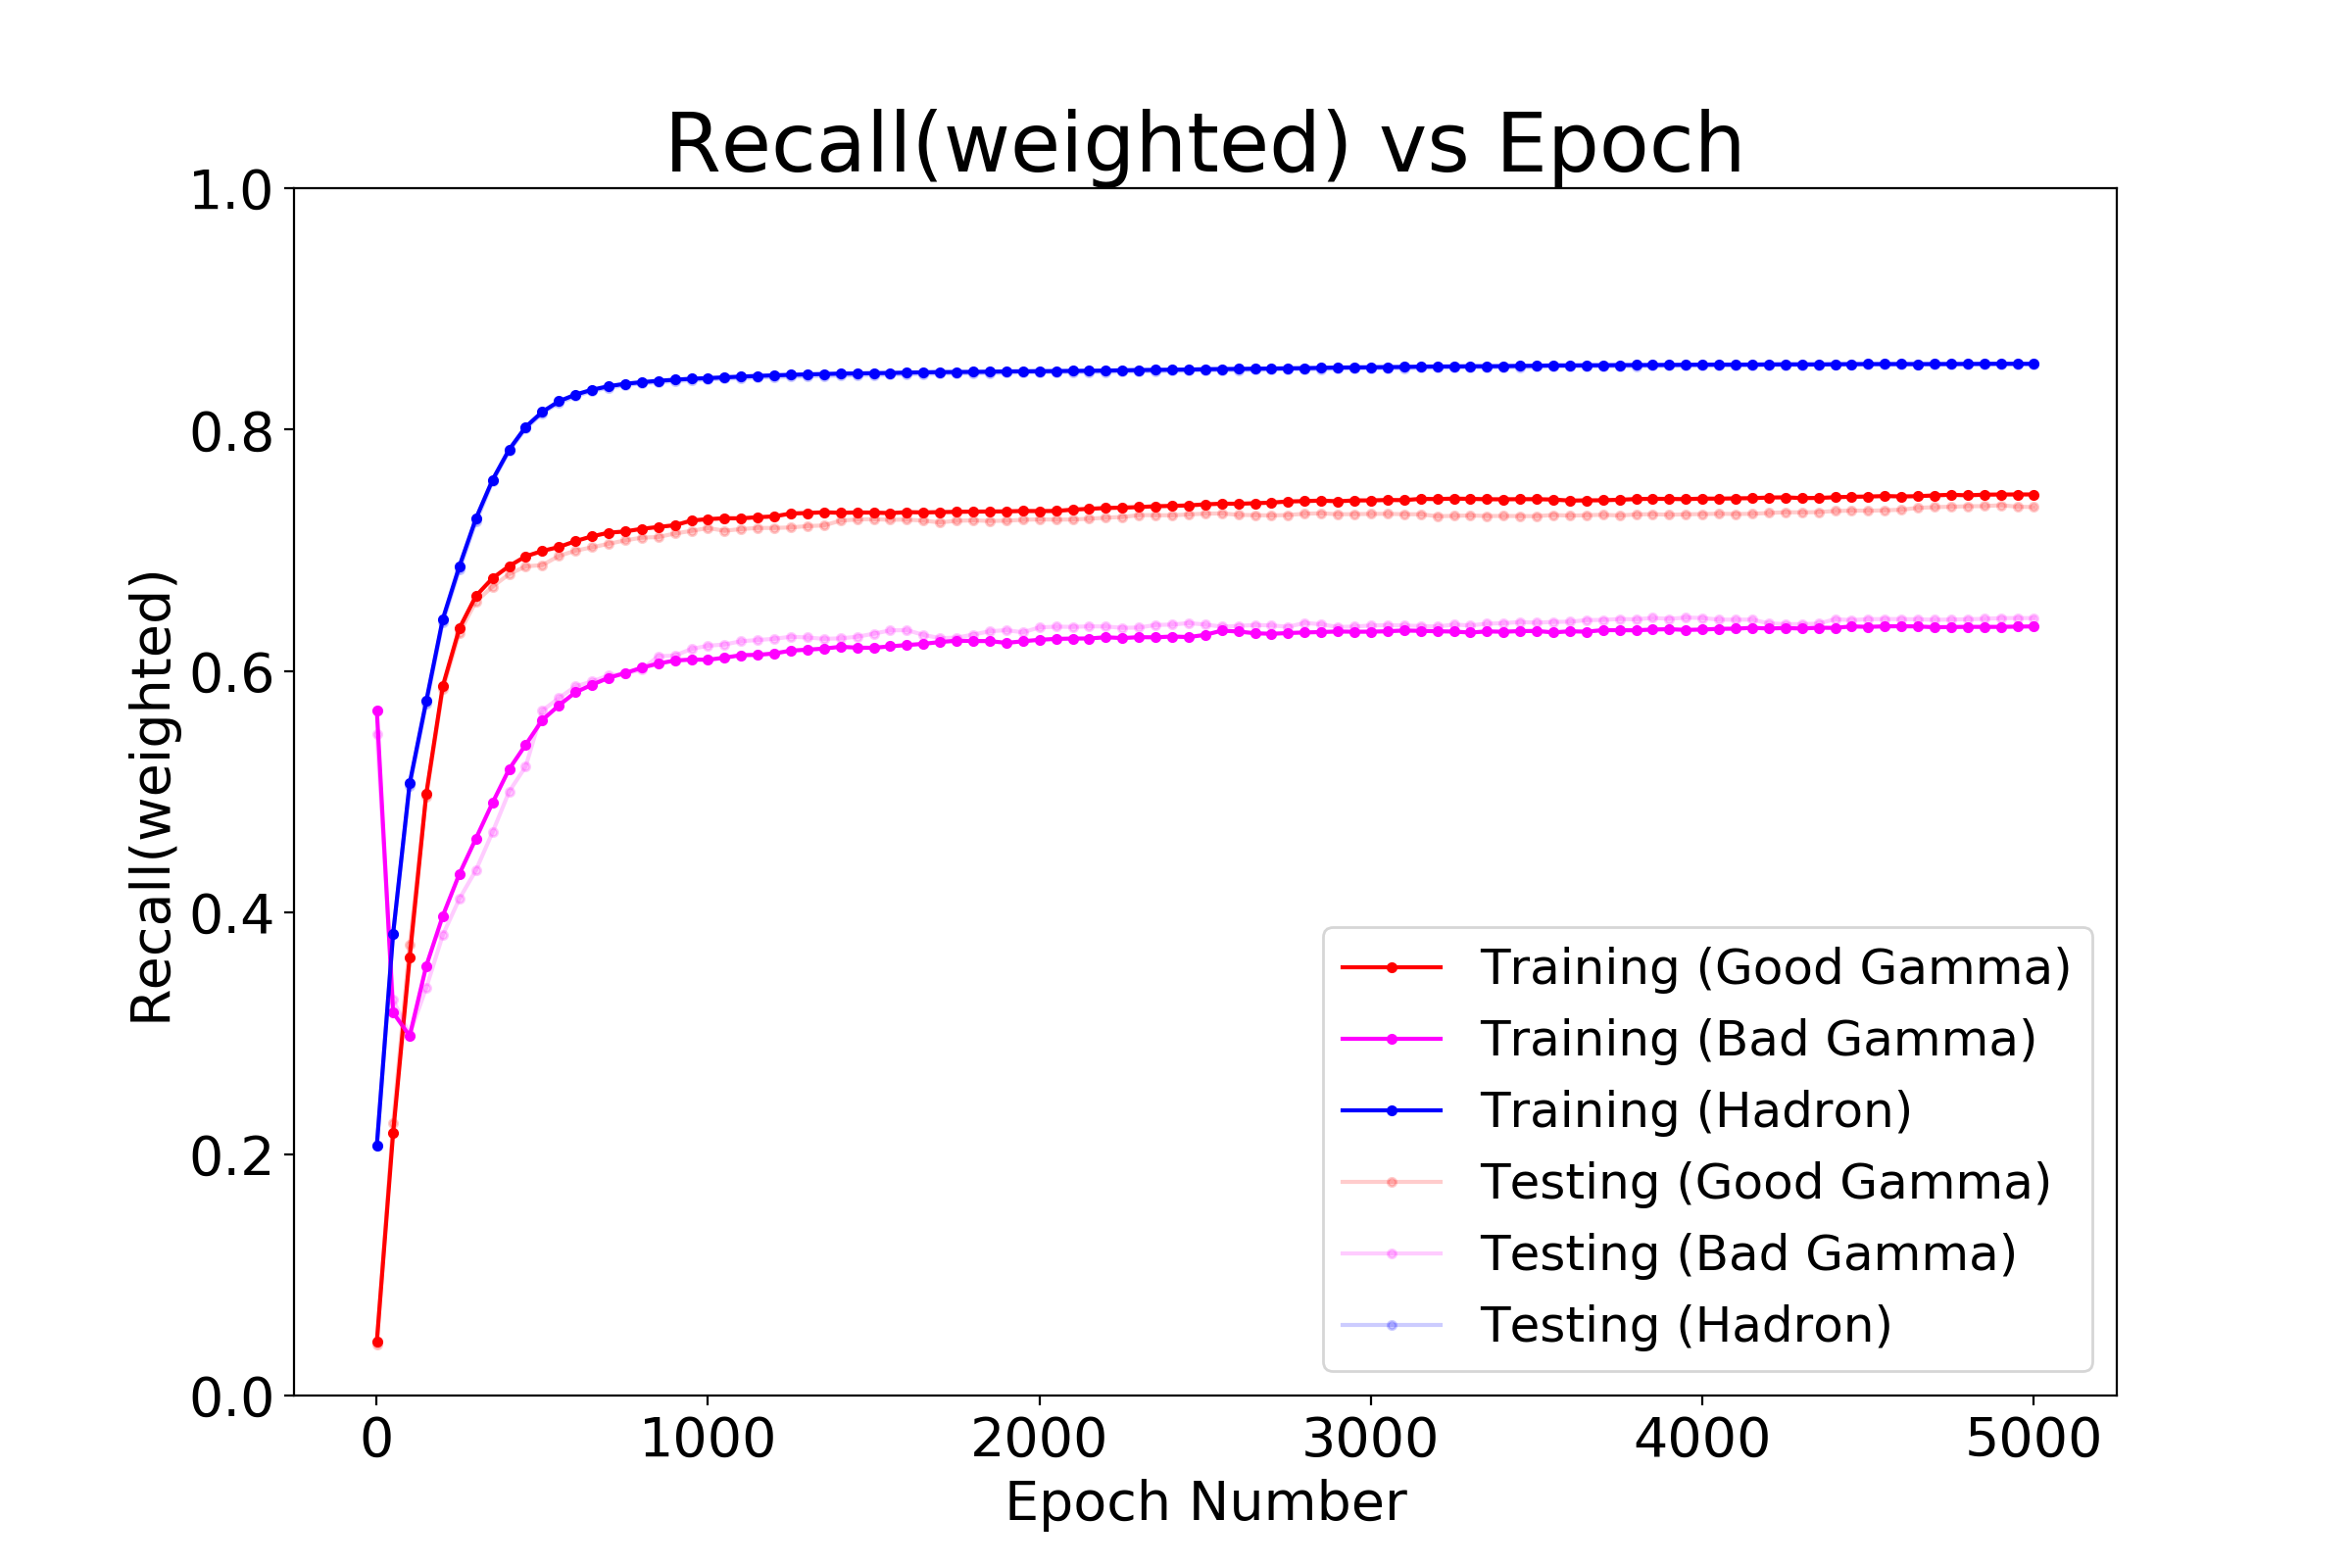 Recall(weighted) vs Epoch
1.0
0.8
0.6
0.4
0.2
0.0
Recall(weighted)
0 1000 2000 3000 4000 5000
Epoch Number
Training (Good Gamma)
Training (Bad Gamma)
Training (Hadron)
Testing (Good Gamma)
Testing (Bad Gamma)
Testing (Hadron)